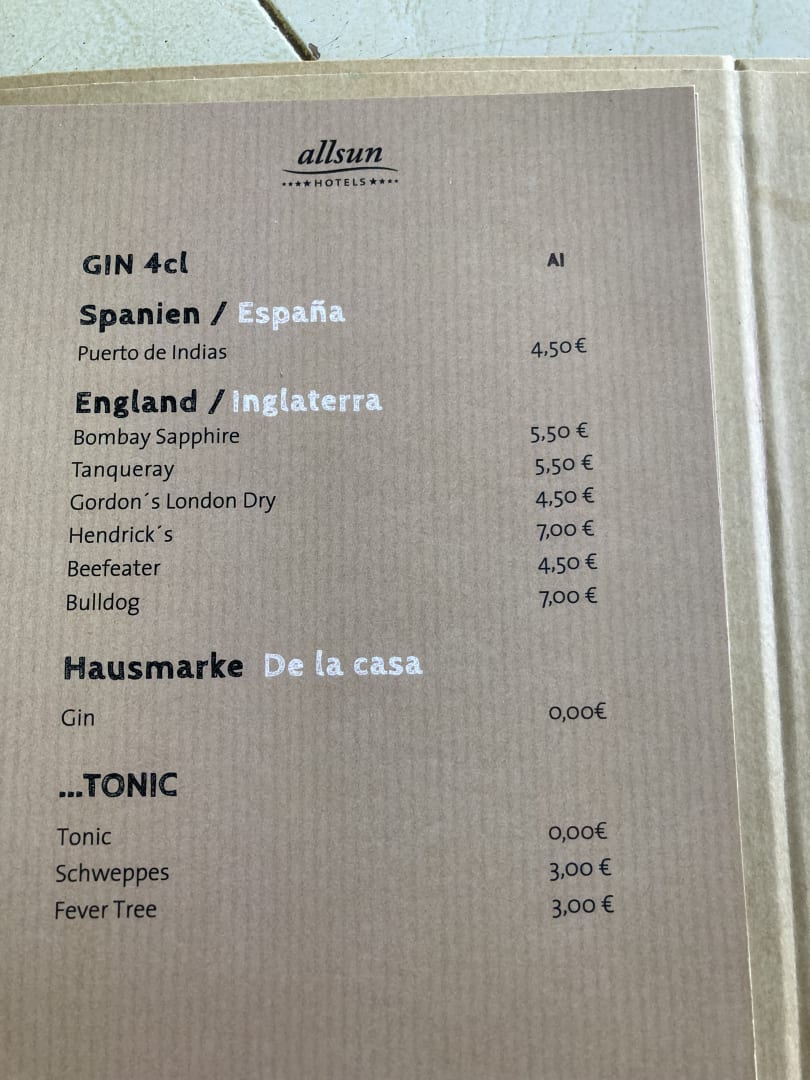 allsun
****HOTELS****
GIN 4cl AI
Spanien / España
Puerto de Indias 4,50€
England / Inglaterra
Bombay Sapphire 5,50 €
Tanqueray 5,50 €
Gordon´s London Dry 4,50 €
Hendrick´s 7,00 €
Beefeater 4,50 €
Bulldog 7,00 €
Hausmarke De la casa
Gin 0,00€
...TONIC
Tonic 0,00€
Schweppes 3,00 €
Fever Tree 3,00 €